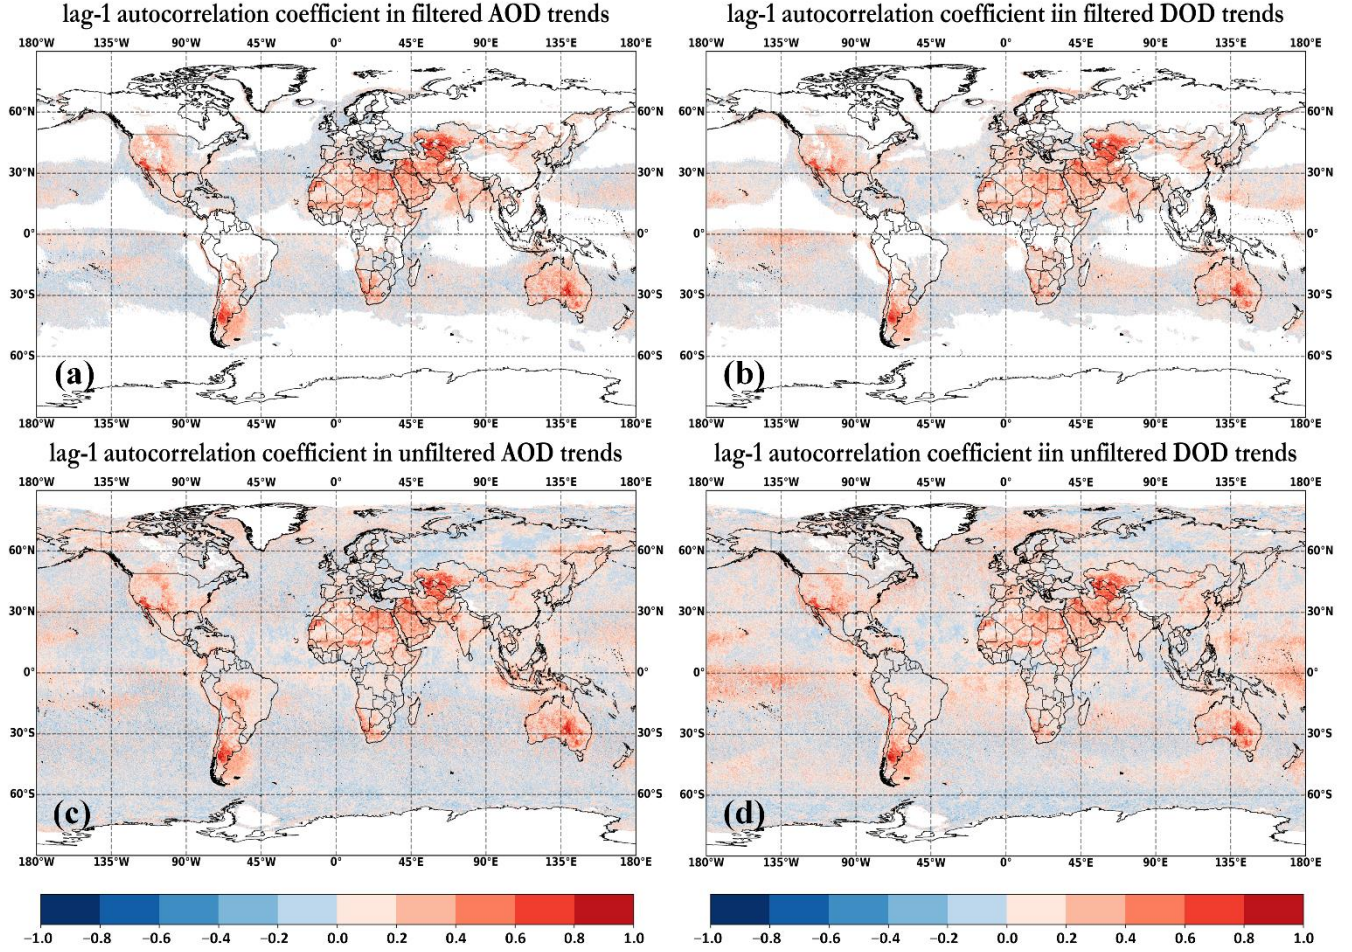 lag-1 autocorrelation coefficient in filtered AOD trends
180°W 135°W 90°W 45°W 0° 45°E 90°E 135°E 180°E
60°N 60°N
30°N 30°N
0° 0°
30°S 30°S
60°S 60°S
(a)
180°W 135°W 90°W 45°W 0° 45°E 90°E 135°E 180°E
lag-1 autocorrelation coefficient iin filtered DOD trends
180°W 135°W 90°W 45°W 0° 45°E 90°E 135°E 180°E
60°N 60°N
30°N 30°N
0° 0°
30°S 30°S
60°S 60°S
(b)
180°W 135°W 90°W 45°W 0° 45°E 90°E 135°E 180°E
lag-1 autocorrelation coefficient in unfiltered AOD trends
180°W 135°W 90°W 45°W 0° 45°E 90°E 135°E 180°E
60°N 60°N
30°N 30°N
0° 0°
30°S 30°S
60°S 60°S
(c)
180°W 135°W 90°W 45°W 0° 45°E 90°E 135°E 180°E
lag-1 autocorrelation coefficient iin unfiltered DOD trends
180°W 135°W 90°W 45°W 0° 45°E 90°E 135°E 180°E
60°N 60°N
30°N 30°N
0° 0°
30°S 30°S
60°S 60°S
(d)
180°W 135°W 90°W 45°W 0° 45°E 90°E 135°E 180°E
−1.0 −0.8 −0.6 −0.4 −0.2 0.0 0.2 0.4 0.6 0.8 1.0
−1.0 −0.8 −0.6 −0.4 −0.2 0.0 0.2 0.4 0.6 0.8 1.0